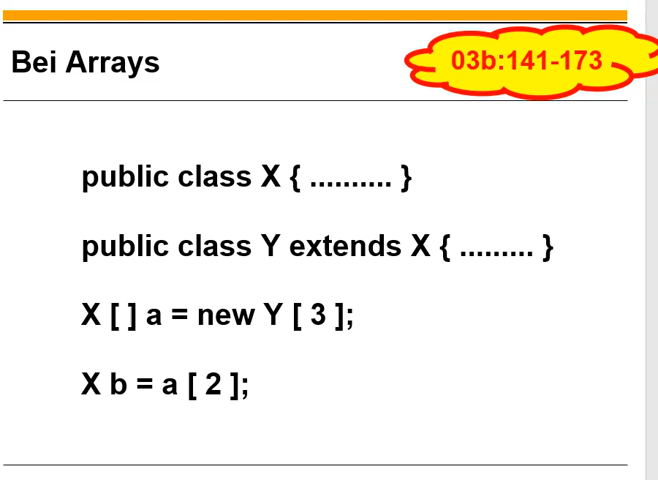 Bei Arrays
03b:141-173
public class X { .......... }
public class Y extends X { ......... }
X [ ] a = new Y [ 3 ];
X b = a [ 2 ];